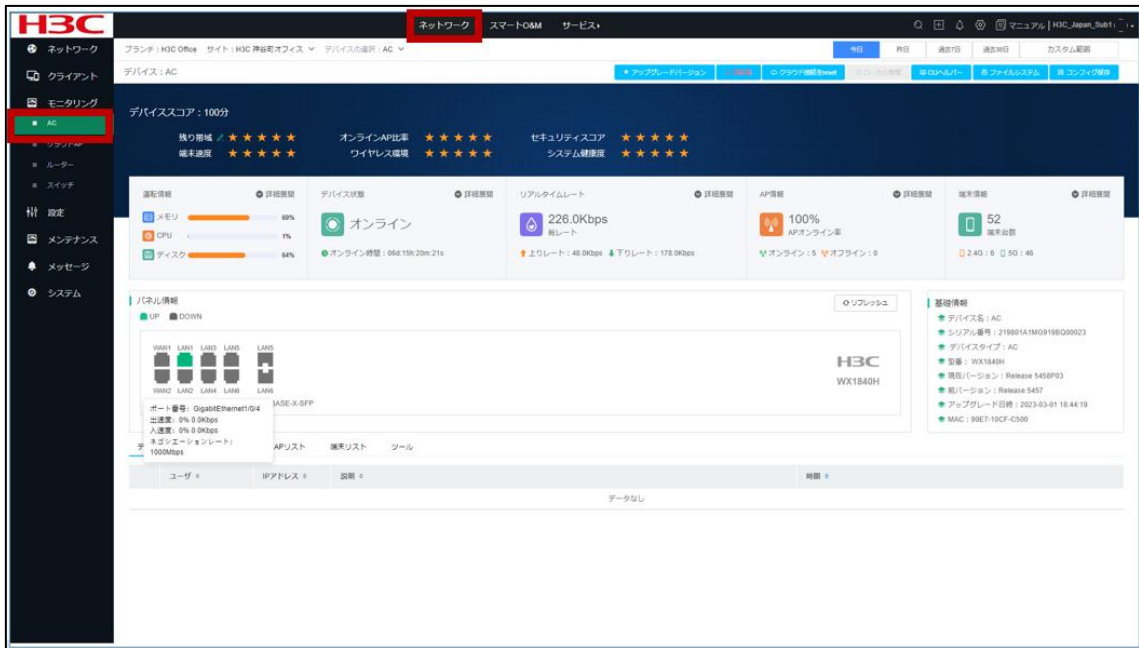 H3C
ネットワーク スマートO&M サービス
マニュアル | H3C_Japan_Sub1
ネットワーク
クライアント
モニタリング
AC
クラウドAP
ルーター
スイッチ
設定
メンテナンス
メッセージ
システム
ブランチ：H3C Office サイト：H3C 神谷町オフィス デバイスの選択：AC
今日 昨日 過去7日 過去30日 カスタム範囲
デバイス：AC
アップグレードバージョン クラウド接続をreset CLIヘルパー ファイルシステム コンフィグ保存
デバイススコア：100分
残り帯域 オンラインAP比率 セキュリティスコア
端末速度 ワイヤレス環境 システム健康度
運転情報 詳細展開
メモリ 69%
CPU 1%
ディスク 64%
デバイス状態 詳細展開
オンライン
オンライン時間：06d:15h:20m:21s
リアルタイムレート 詳細展開
226.0Kbps
総レート
上りレート：48.0Kbps 下りレート：178.0Kbps
AP情報 詳細展開
100%
APオンライン率
オンライン：5 オフライン：0
端末情報 詳細展開
52
端末台数
2.4G：6 5G：46
パネル情報
リフレッシュ
UP DOWN
WAN1 LAN1 LAN3 LAN5 LAN5
WAN2 LAN2 LAN4 LAN6 LAN6
BASE-X-SFP
H3C
WX1840H
ポート番号: GigabitEthernet1/0/4
出速度: 0% 0.0Kbps
入速度: 0% 0.0Kbps
ネゴシエーションレート:
1000Mbps
基礎情報
デバイス名：AC
シリアル番号：219801A1MG919BQ00023
デバイスタイプ：AC
型番：WX1840H
現在バージョン：Release 5458P03
前バージョン：Release 5457
アップグレード日時：2023-03-01 18:44:19
MAC：90E7-10CF-C500
APリスト 端末リスト ツール
ユーザ IPアドレス 説明 時間
データなし